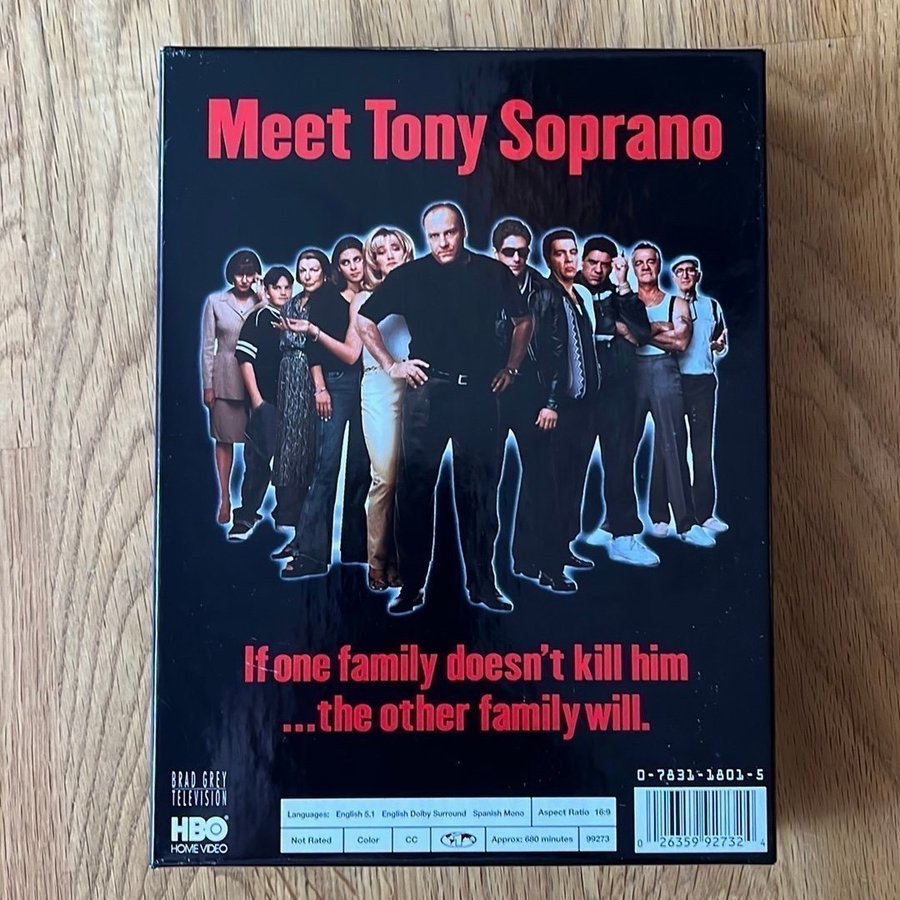 Meet Tony Soprano
If one family doesn't kill him
...the other family will.
BRAD GREY
TELEVISION
HBO
HOME VIDEO
Languages: English 5.1 English Dolby Surround Spanish Mono Aspect Ratio 16:9
Not Rated Color CC Approx: 680 minutes 99273
0-7831-1801-5
0 26359 92732 4